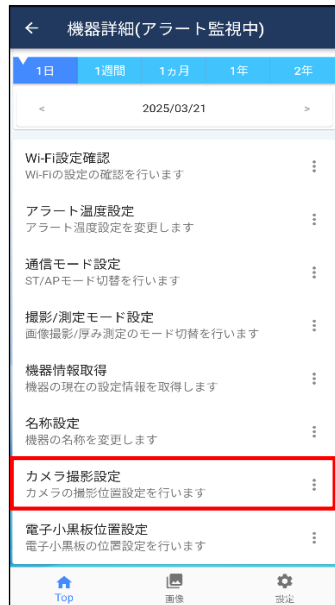 ← 機器詳細(アラート監視中)
1日 1週間 1ヵ月 1年 2年
< 2025/03/21 >
Wi-Fi設定確認
Wi-Fiの設定の確認を行います
アラート温度設定
アラート温度設定を変更します
通信モード設定
ST/APモード切替を行います
撮影/測定モード設定
画像撮影/厚み測定のモード切替を行います
機器情報取得
機器の現在の設定情報を取得します
名称設定
機器の名称を変更します
カメラ撮影設定
カメラの撮影位置設定を行います
電子小黒板位置設定
電子小黒板の位置設定を行います
Top 画像 設定